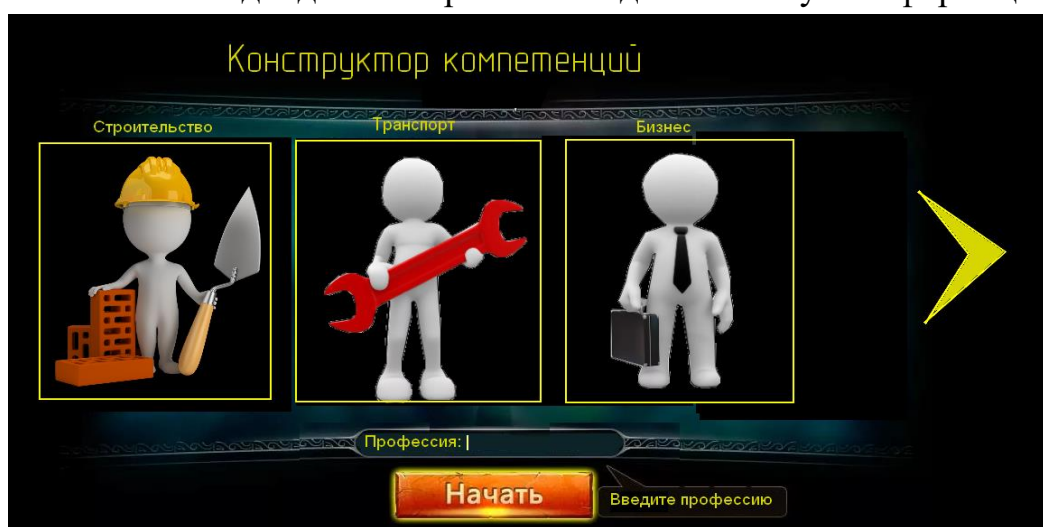 Конструктор компетенций
Строительство
Транспорт
Бизнес
Профессия:
Начать
Введите профессию